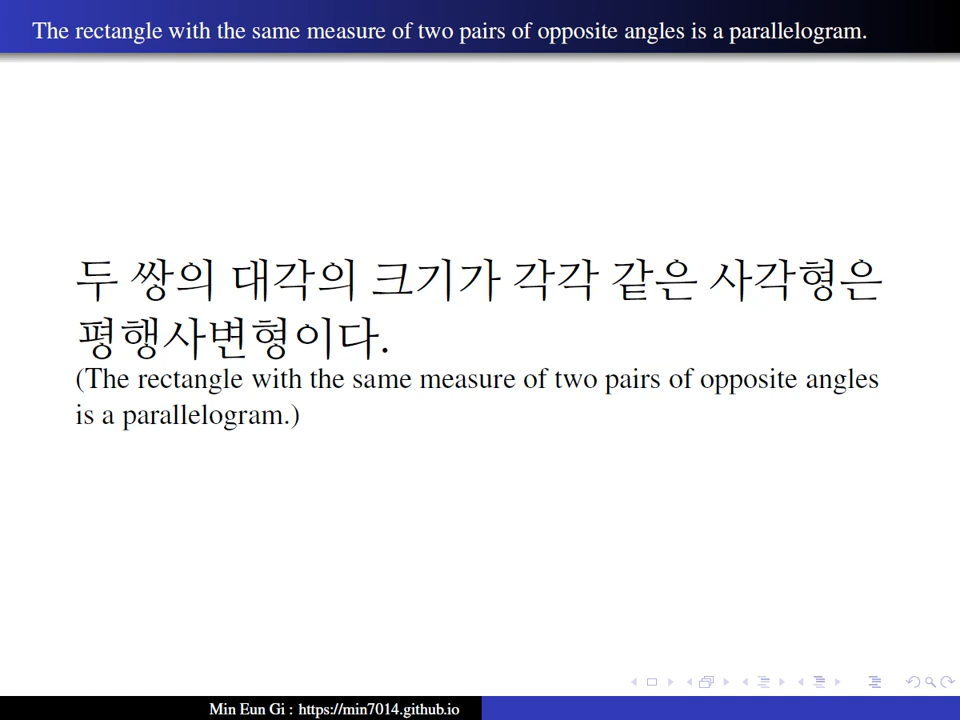 The rectangle with the same measure of two pairs of opposite angles is a parallelogram.
두 쌍의 대각의 크기가 각각 같은 사각형은
평행사변형이다.
(The rectangle with the same measure of two pairs of opposite angles
is a parallelogram.)
Min Eun Gi : https://min7014.github.io